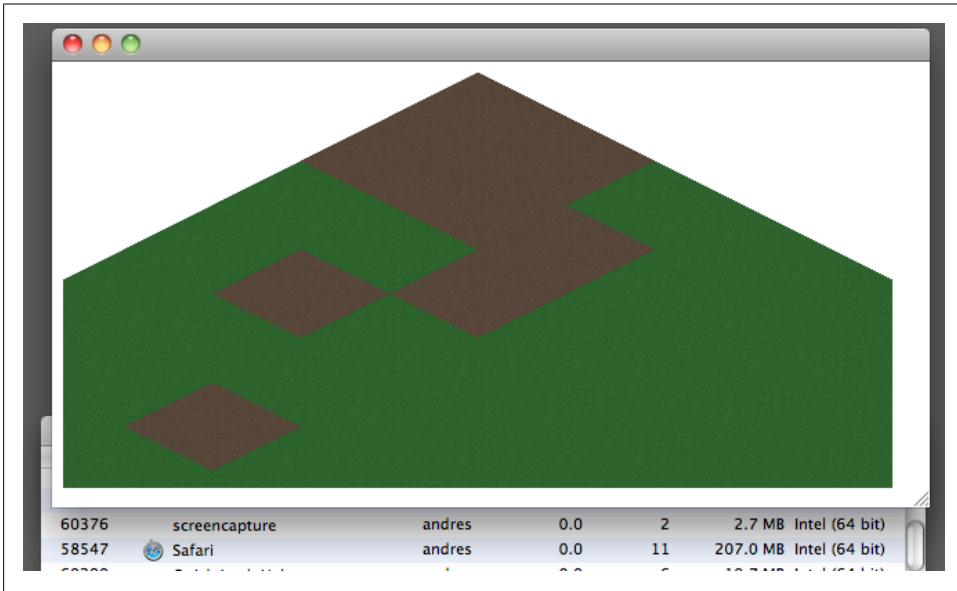 60376 screencapture andres 0.0 2 2.7 MB Intel (64 bit)
58547 Safari andres 0.0 11 207.0 MB Intel (64 bit)